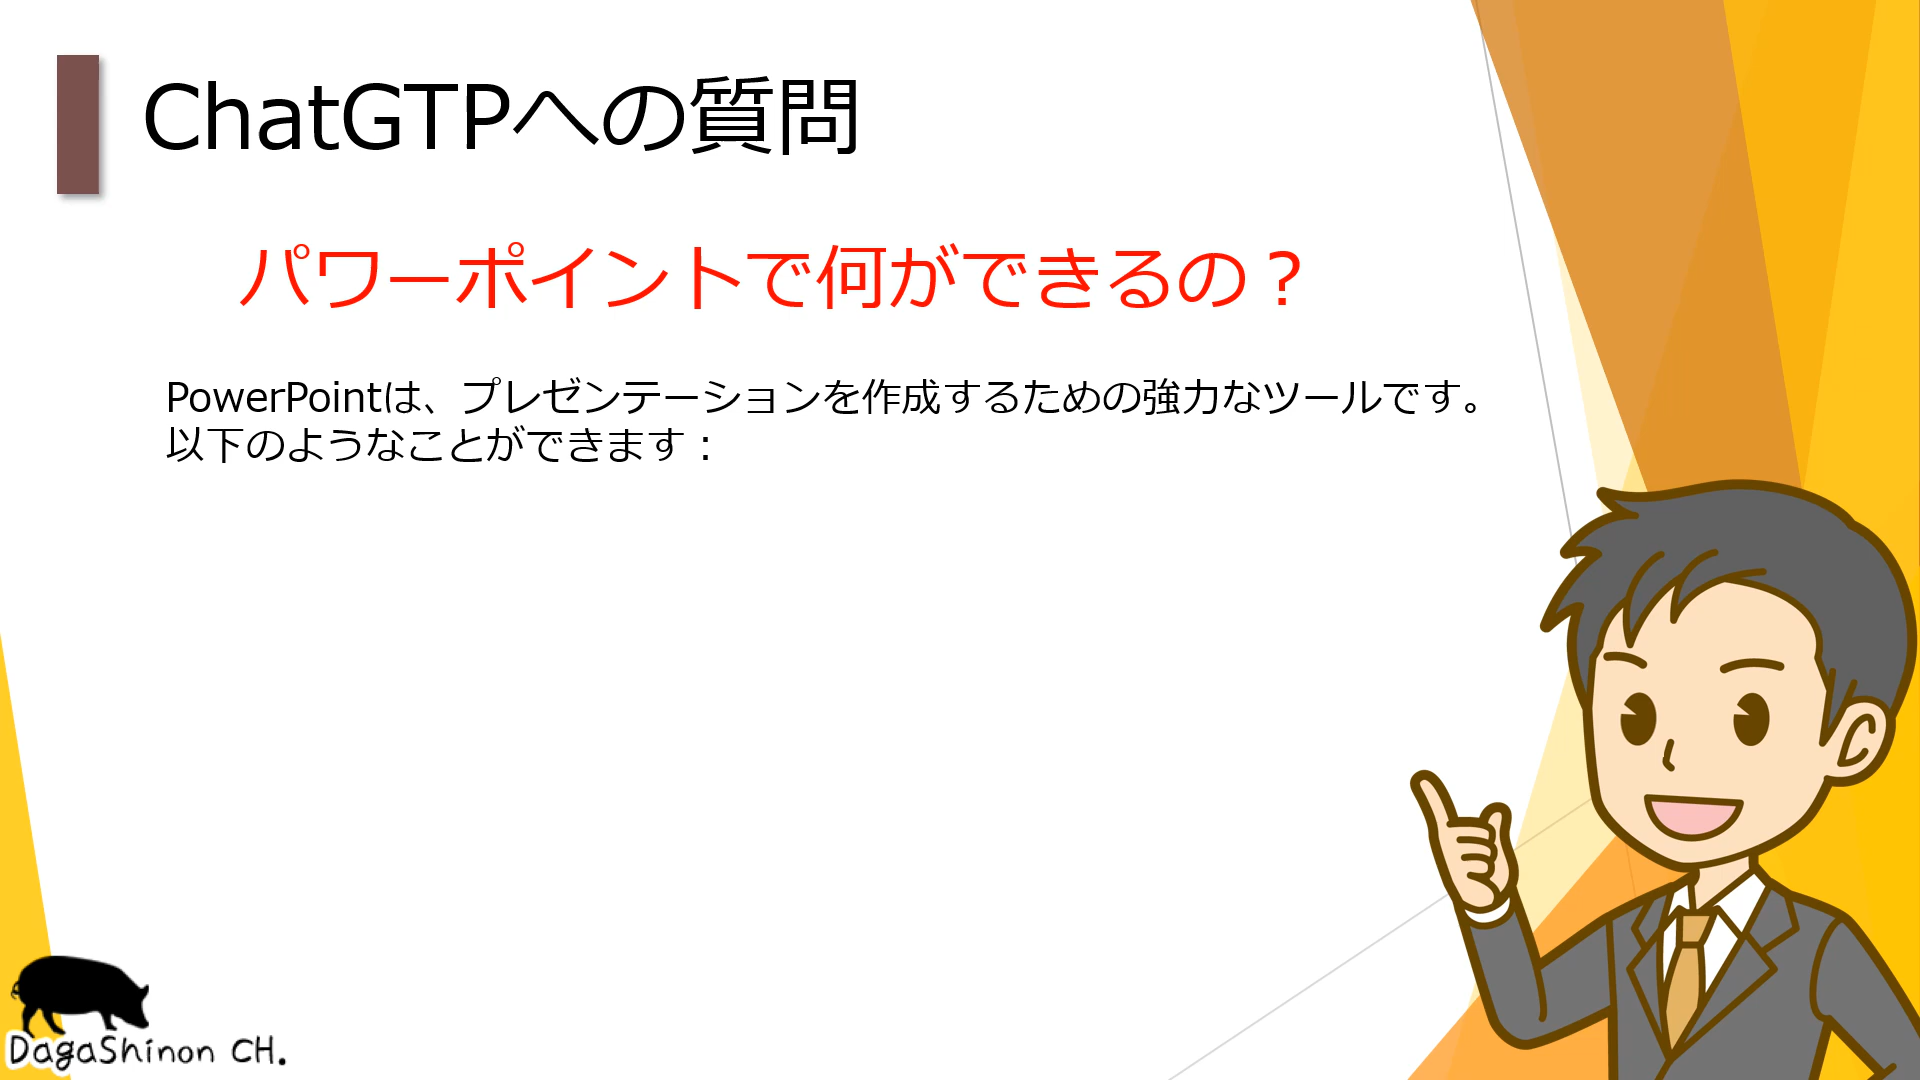 ChatGTPへの質問
パワーポイントで何ができるの？
PowerPointは、プレゼンテーションを作成するための強力なツールです。
以下のようなことができます：
DagaShinon CH.